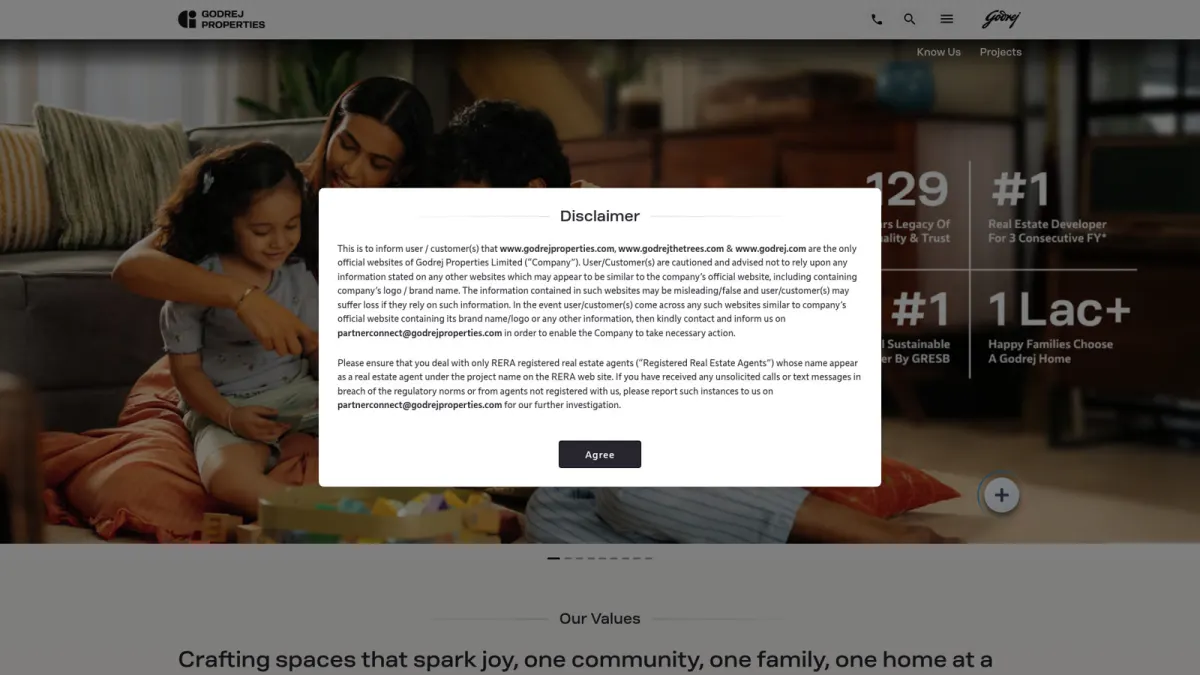 GODREJ
PROPERTIES
Godrej
Know Us Projects
129
#1
Legacy Of
& Trust
Real Estate Developer
For 3 Consecutive FY*
#1
1 Lac+
Sustainable
By GRESB
Happy Families Choose
A Godrej Home
Disclaimer
This is to inform user / customer(s) that www.godrejproperties.com, www.godrejthetrees.com & www.godrej.com are the only
official websites of Godrej Properties Limited (“Company”). User/Customer(s) are cautioned and advised not to rely upon any
information stated on any other websites which may appear to be similar to the company’s official website, including containing
company’s logo / brand name. The information contained in such websites may be misleading/false and user/customer(s) may
suffer loss if they rely on such information. In the event user/customer(s) come across any such websites similar to company’s
official website containing its brand name/logo or any other information, then kindly contact and inform us on
partnerconnect@godrejproperties.com in order to enable the Company to take necessary action.
Please ensure that you deal with only RERA registered real estate agents (“Registered Real Estate Agents”) whose name appear
as a real estate agent under the project name on the RERA web site. If you have received any unsolicited calls or text messages in
breach of the regulatory norms or from agents not registered with us, please report such instances to us on
partnerconnect@godrejproperties.com for our further investigation.
Agree
Our Values
Crafting spaces that spark joy, one community, one family, one home at a